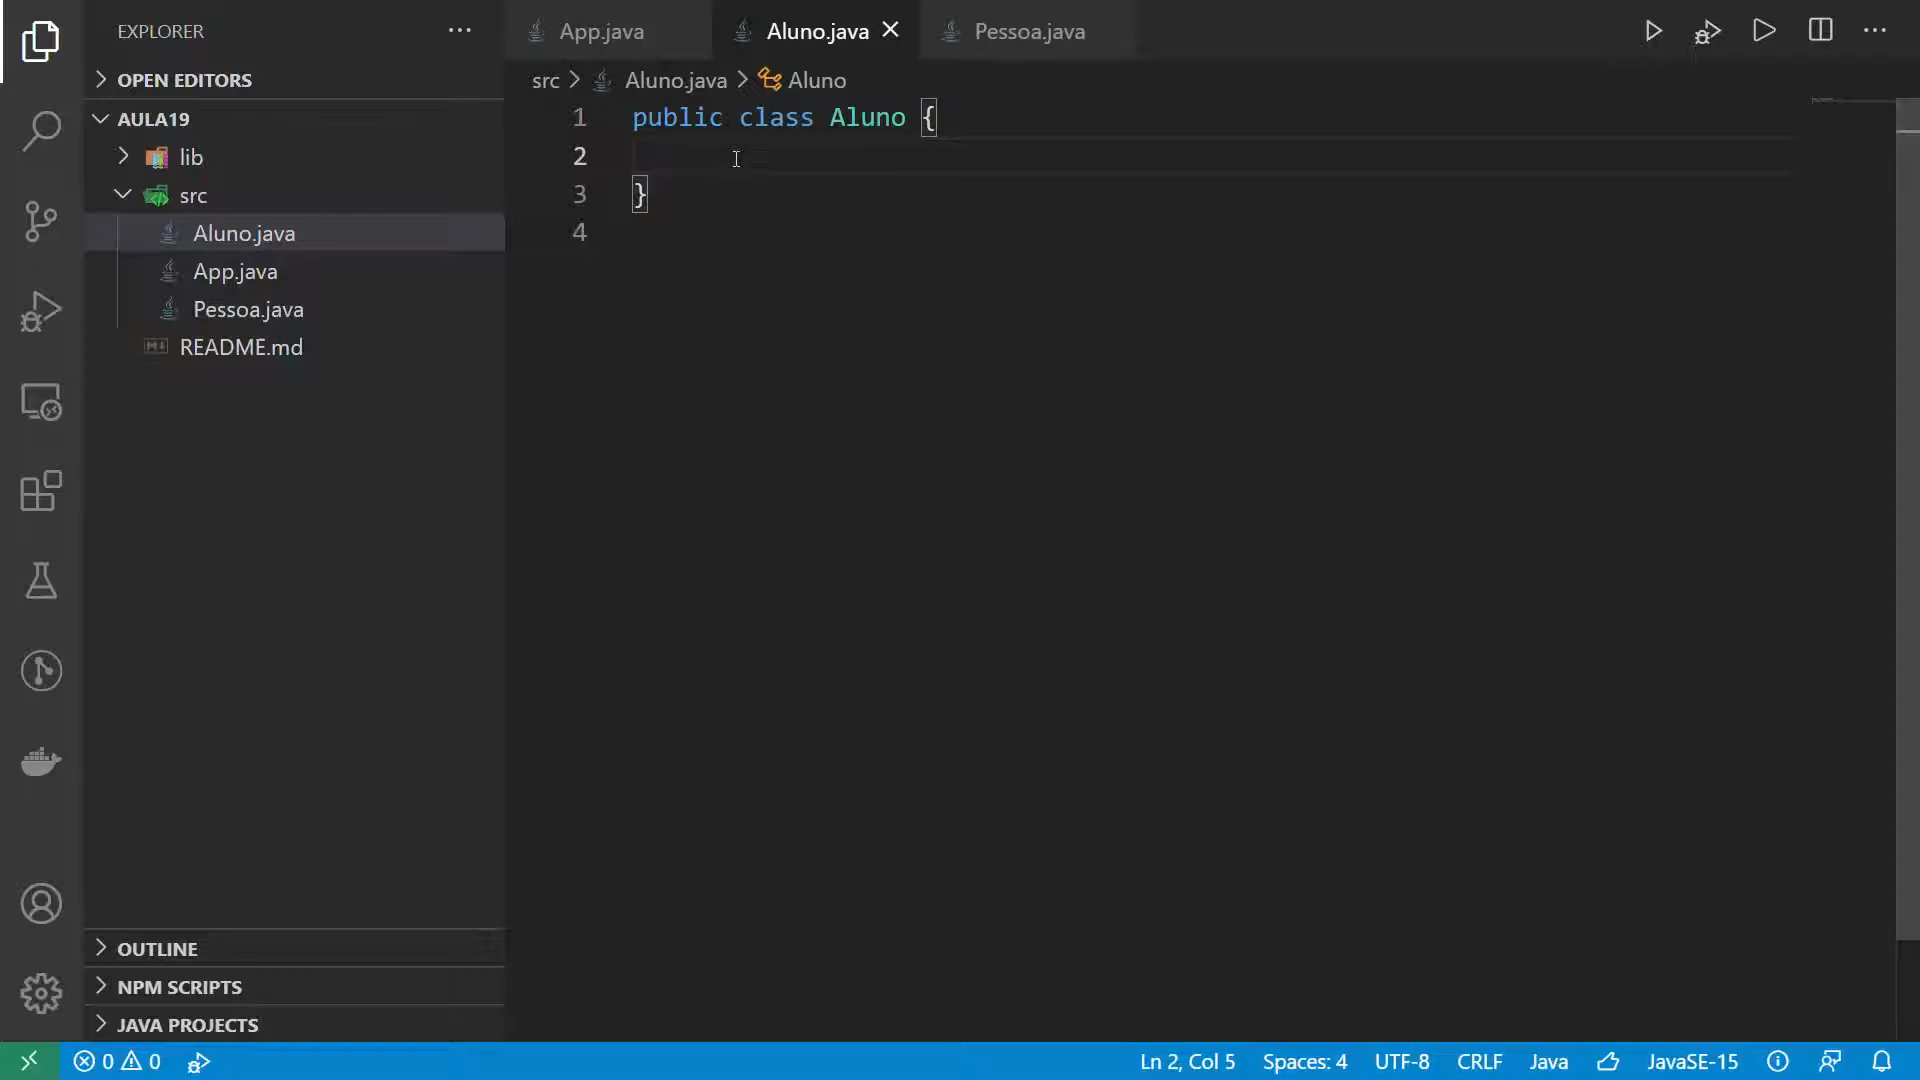 EXPLORER
OPEN EDITORS
AULA19
lib
src
Aluno.java
App.java
Pessoa.java
README.md
OUTLINE
NPM SCRIPTS
JAVA PROJECTS
App.java
Aluno.java
Pessoa.java
src > Aluno.java > Aluno
1 public class Aluno {
2
3 }
4
0 0
Ln 2, Col 5
Spaces: 4
UTF-8
CRLF
Java
JavaSE-15